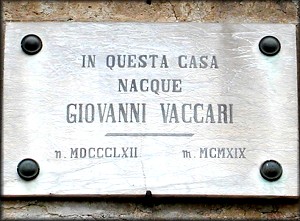 IN QUESTA CASA
NACQUE
GIOVANNI VACCARI
n. MDCCCLXII m. MCMXIX